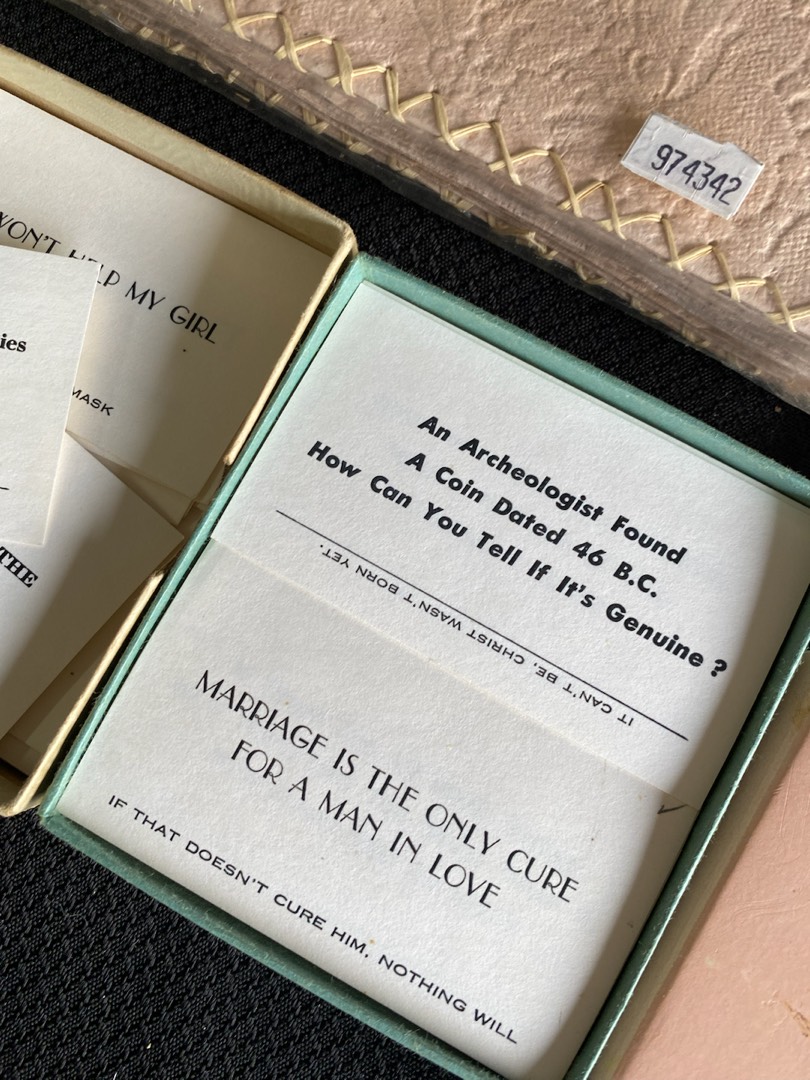 974342
WON'T HELP MY GIRL
MASK
ies
THE
An Archeologist Found
A Coin Dated 46 B.C.
How Can You Tell If It's Genuine ?
IT CAN'T BE, CHRIST WASN'T BORN YET.
MARRIAGE IS THE ONLY CURE
FOR A MAN IN LOVE
IF THAT DOESN'T CURE HIM, NOTHING WILL